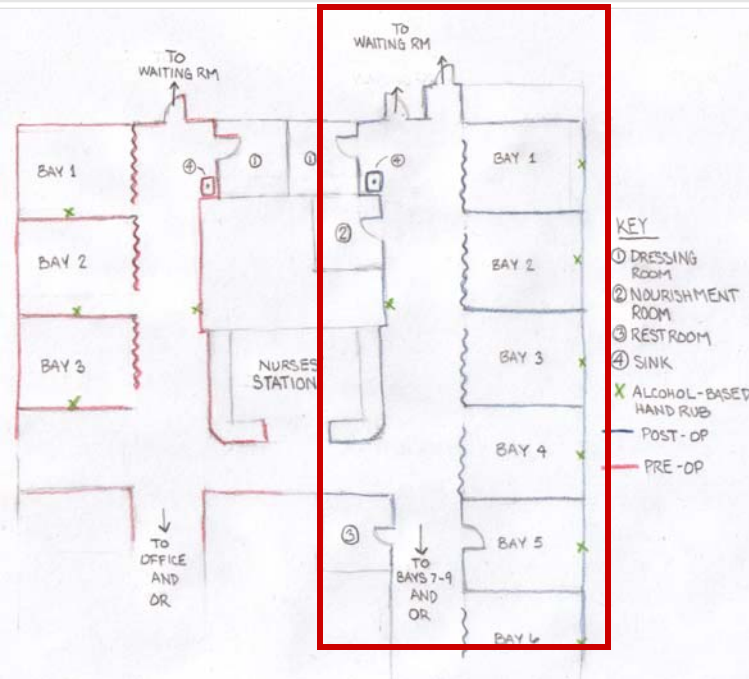 TO
WAITING RM
TO
WAITING RM
BAY 1
④
①
①
④
BAY 1
BAY 2
②
BAY 2
KEY
① DRESSING
ROOM
② NOURISHMENT
ROOM
③ RESTROOM
④ SINK
X ALCOHOL-BASED
HAND RUB
POST-OP
PRE-OP
BAY 3
NURSES
STATION
BAY 3
BAY 4
③
BAY 5
TO
OFFICE
AND
OR
TO
BAYS 7-9
AND
OR
BAY 6